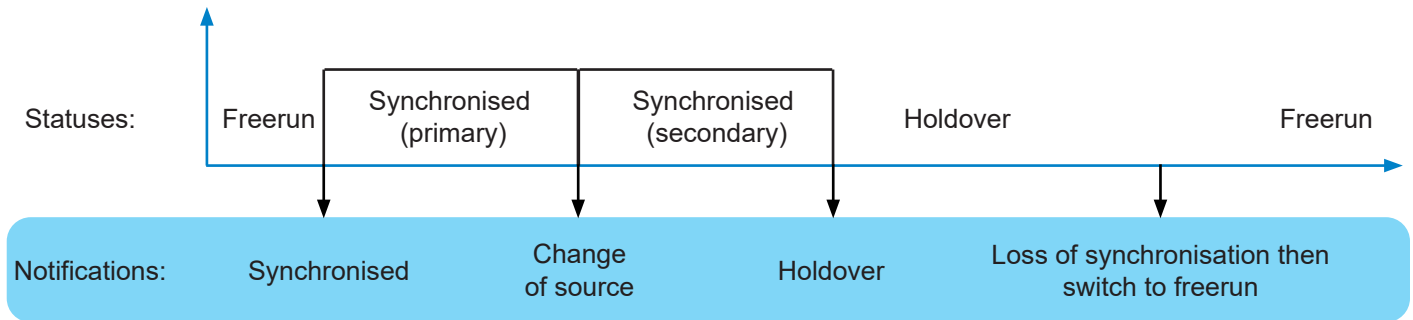 Statuses:
Freerun
Synchronised
(primary)
Synchronised
(secondary)
Holdover
Freerun
Notifications:
Synchronised
Change
of source
Holdover
Loss of synchronisation then
switch to freerun